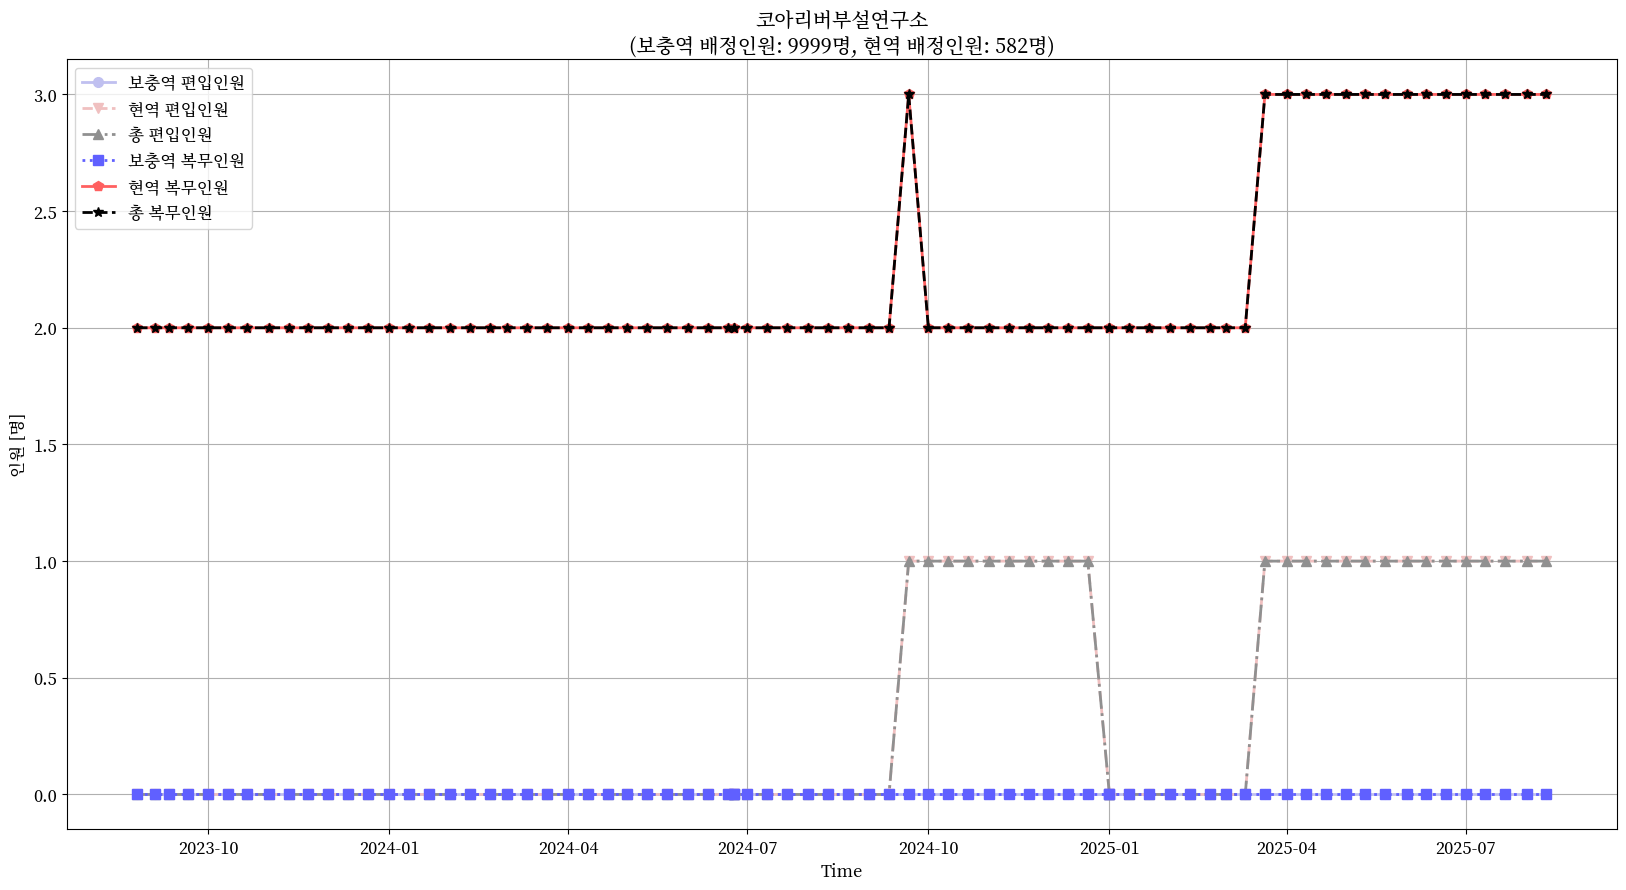 코아리버부설연구소
(보충역 배정인원: 9999명, 현역 배정인원: 582명)
보충역 편입인원
현역 편입인원
총 편입인원
보충역 복무인원
현역 복무인원
총 복무인원
3.0
2.5
2.0
1.5
1.0
0.5
0.0
인원 [명]
2023-10
2024-01
2024-04
2024-07
2024-10
2025-01
2025-04
2025-07
Time